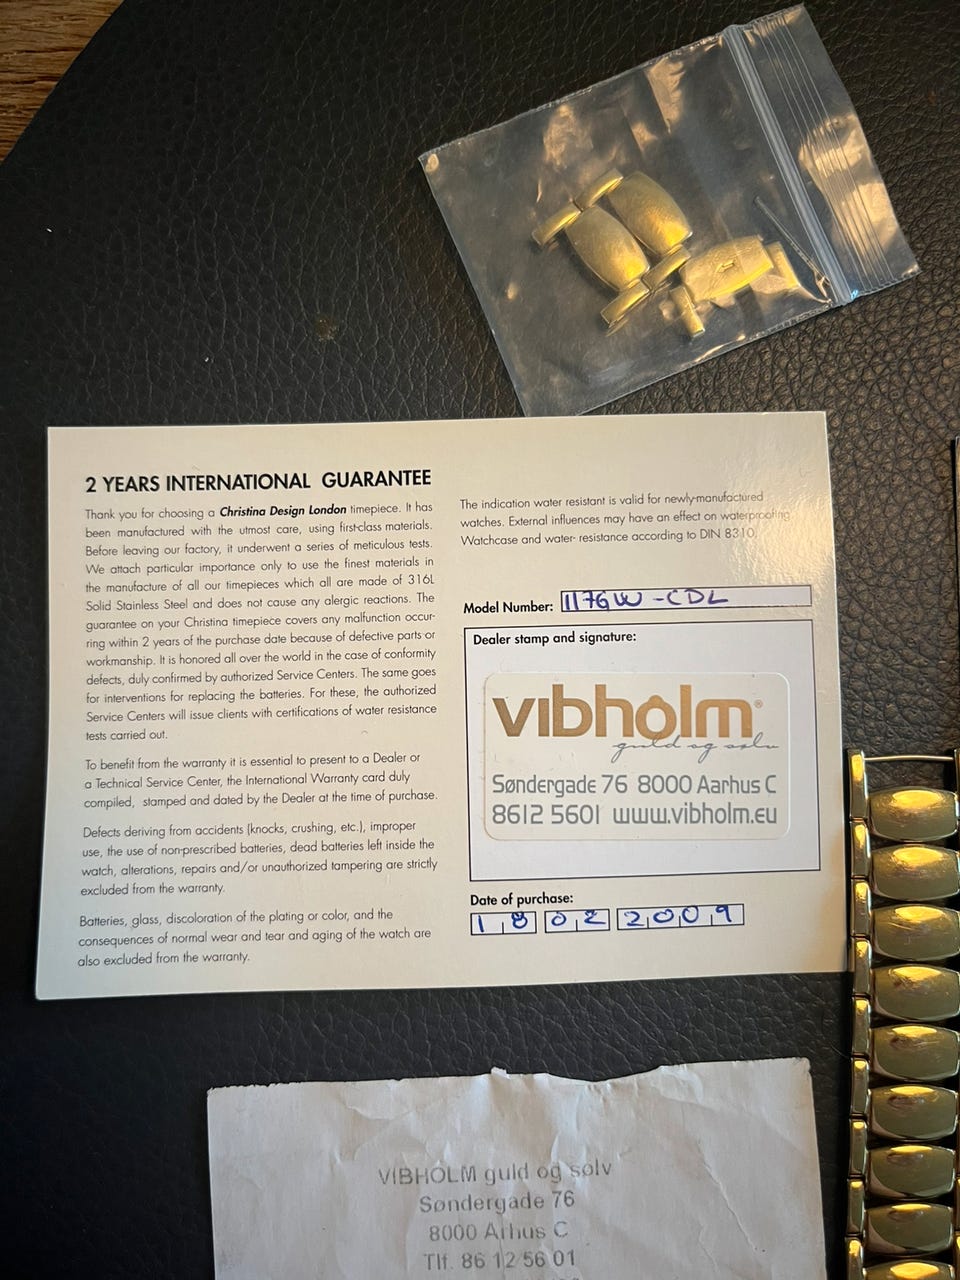 2 YEARS INTERNATIONAL GUARANTEE
Thank you for choosing a Christina Design London timepiece. It has
been manufactured with the utmost care, using first-class materials.
Before leaving our factory, it underwent a series of meticulous tests.
We attach particular importance only to use the finest materials in
the manufacture of all our timepieces which all are made of 316L
Solid Stainless Steel and does not cause any alergic reactions. The
guarantee on your Christina timepiece covers any malfunction occur-
ring within 2 years of the purchase date because of defective parts or
workmanship. It is honored all over the world in the case of conformity
defects, duly confirmed by authorized Service Centers. The same goes
for interventions for replacing the batteries. For these, the authorized
Service Centers will issue clients with certifications of water resistance
tests carried out.
To benefit from the warranty it is essential to present to a Dealer or
a Technical Service Center, the International Warranty card duly
compiled, stamped and dated by the Dealer at the time of purchase.
Defects deriving from accidents (knocks, crushing, etc.), improper
use, the use of non-prescribed batteries, dead batteries left inside the
watch, alterations, repairs and/or unauthorized tampering are strictly
excluded from the warranty.
Batteries, glass, discoloration of the plating or color, and the
consequences of normal wear and tear and aging of the watch are
also excluded from the warranty.
The indication water resistant is valid for newly-manufactured
watches. External influences may have an effect on waterproofing
Watchcase and water- resistance according to DIN 8310.
Model Number: 117GW-CDL
Dealer stamp and signature:
vibholm®
guld og sølv
Søndergade 76 8000 Aarhus C
8612 5601 www.vibholm.eu
Date of purchase:
18 02 2009
VIBHOLM guld og sølv
Søndergade 76
8000 Århus C
Tlf. 86 12 56 01